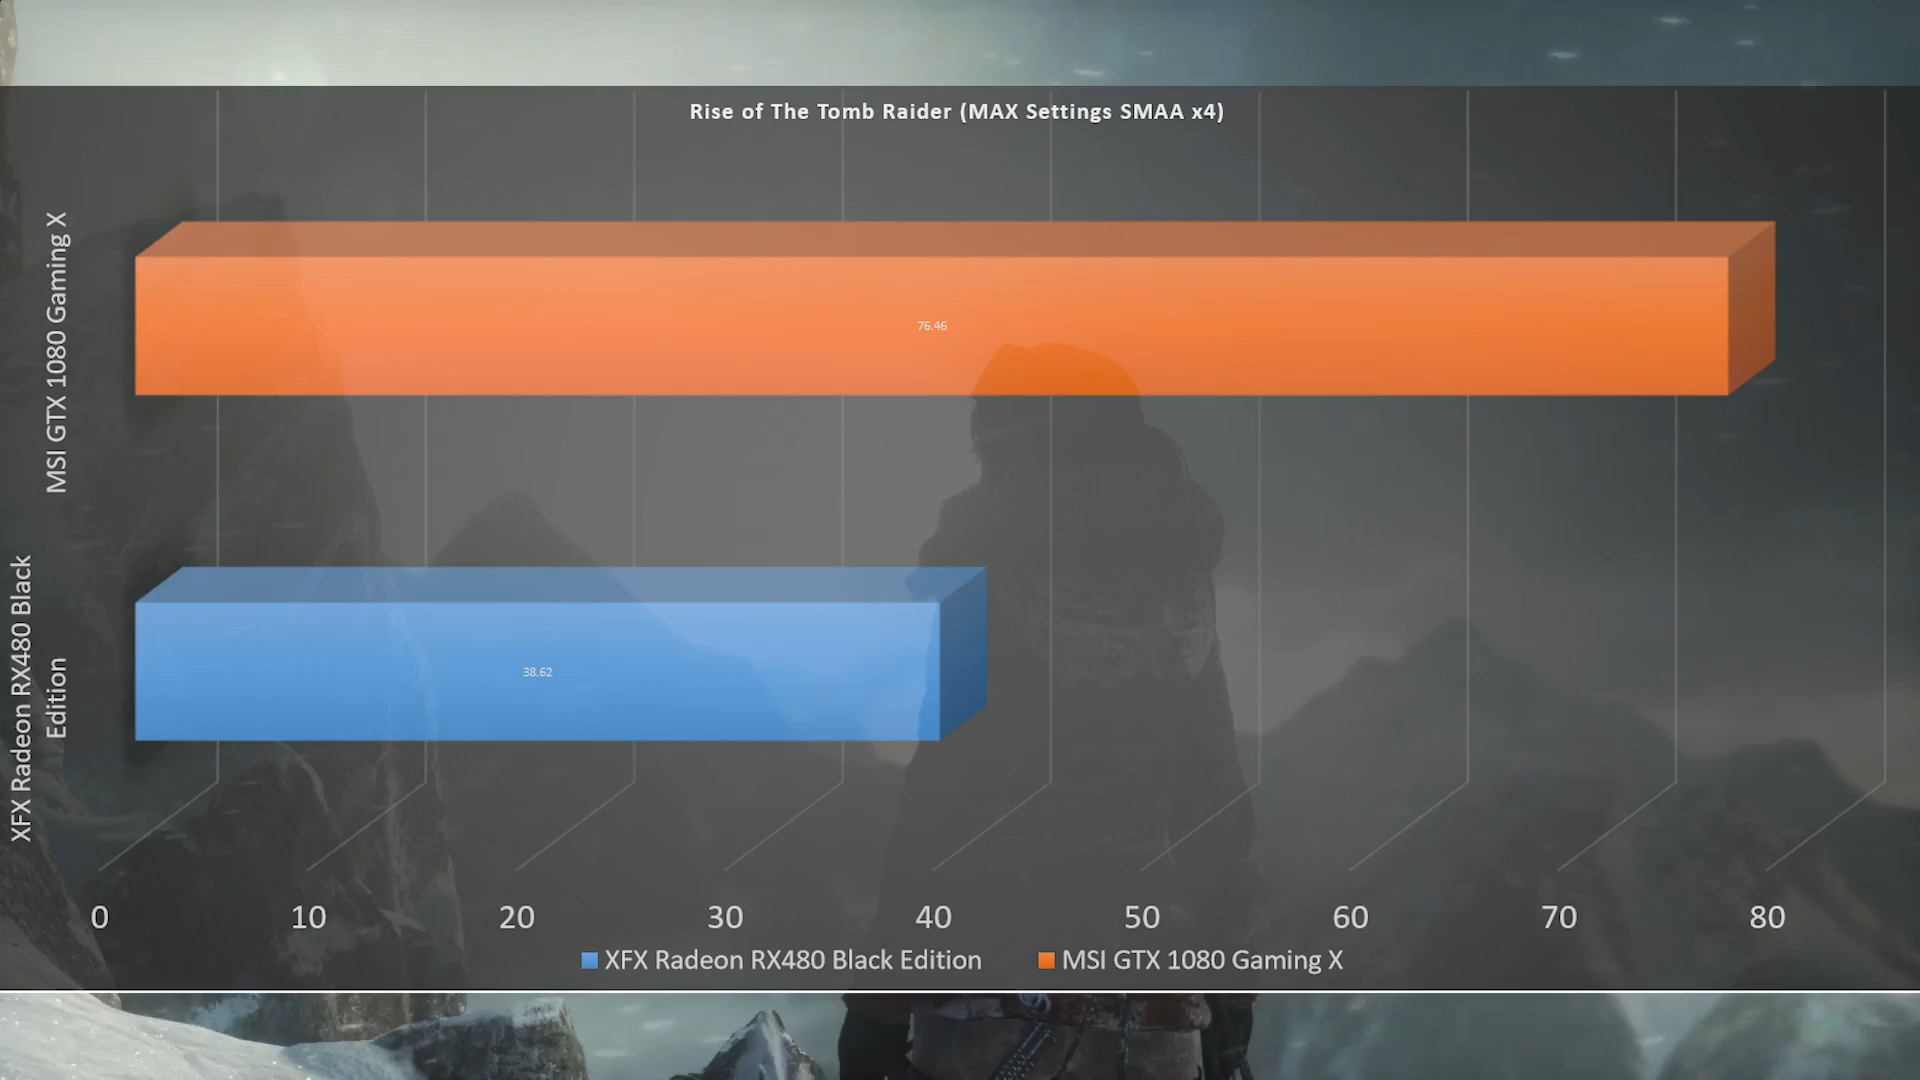 Rise of The Tomb Raider (MAX Settings SMAA x4)
MSI GTX 1080 Gaming X
76.46
XFX Radeon RX480 Black
Edition
38.62
0 10 20 30 40 50 60 70 80
XFX Radeon RX480 Black Edition MSI GTX 1080 Gaming X